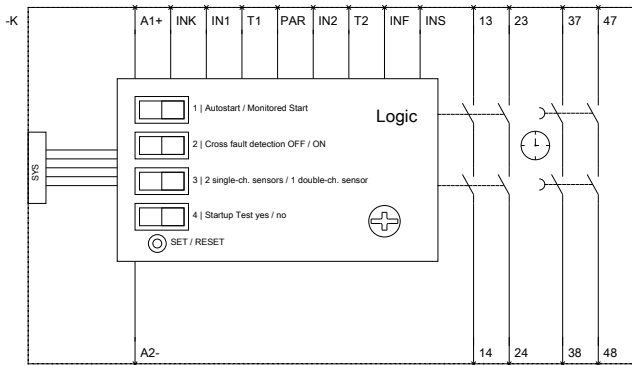 -K
A1+ INK IN1 T1 PAR IN2 T2 INF INS 13 23 37 47
1 | Autostart / Monitored Start
Logic
2 | Cross fault detection OFF / ON
SYS
3 | 2 single-ch. sensors / 1 double-ch. sensor
4 | Startup Test yes / no
SET / RESET
A2- 14 24 38 48